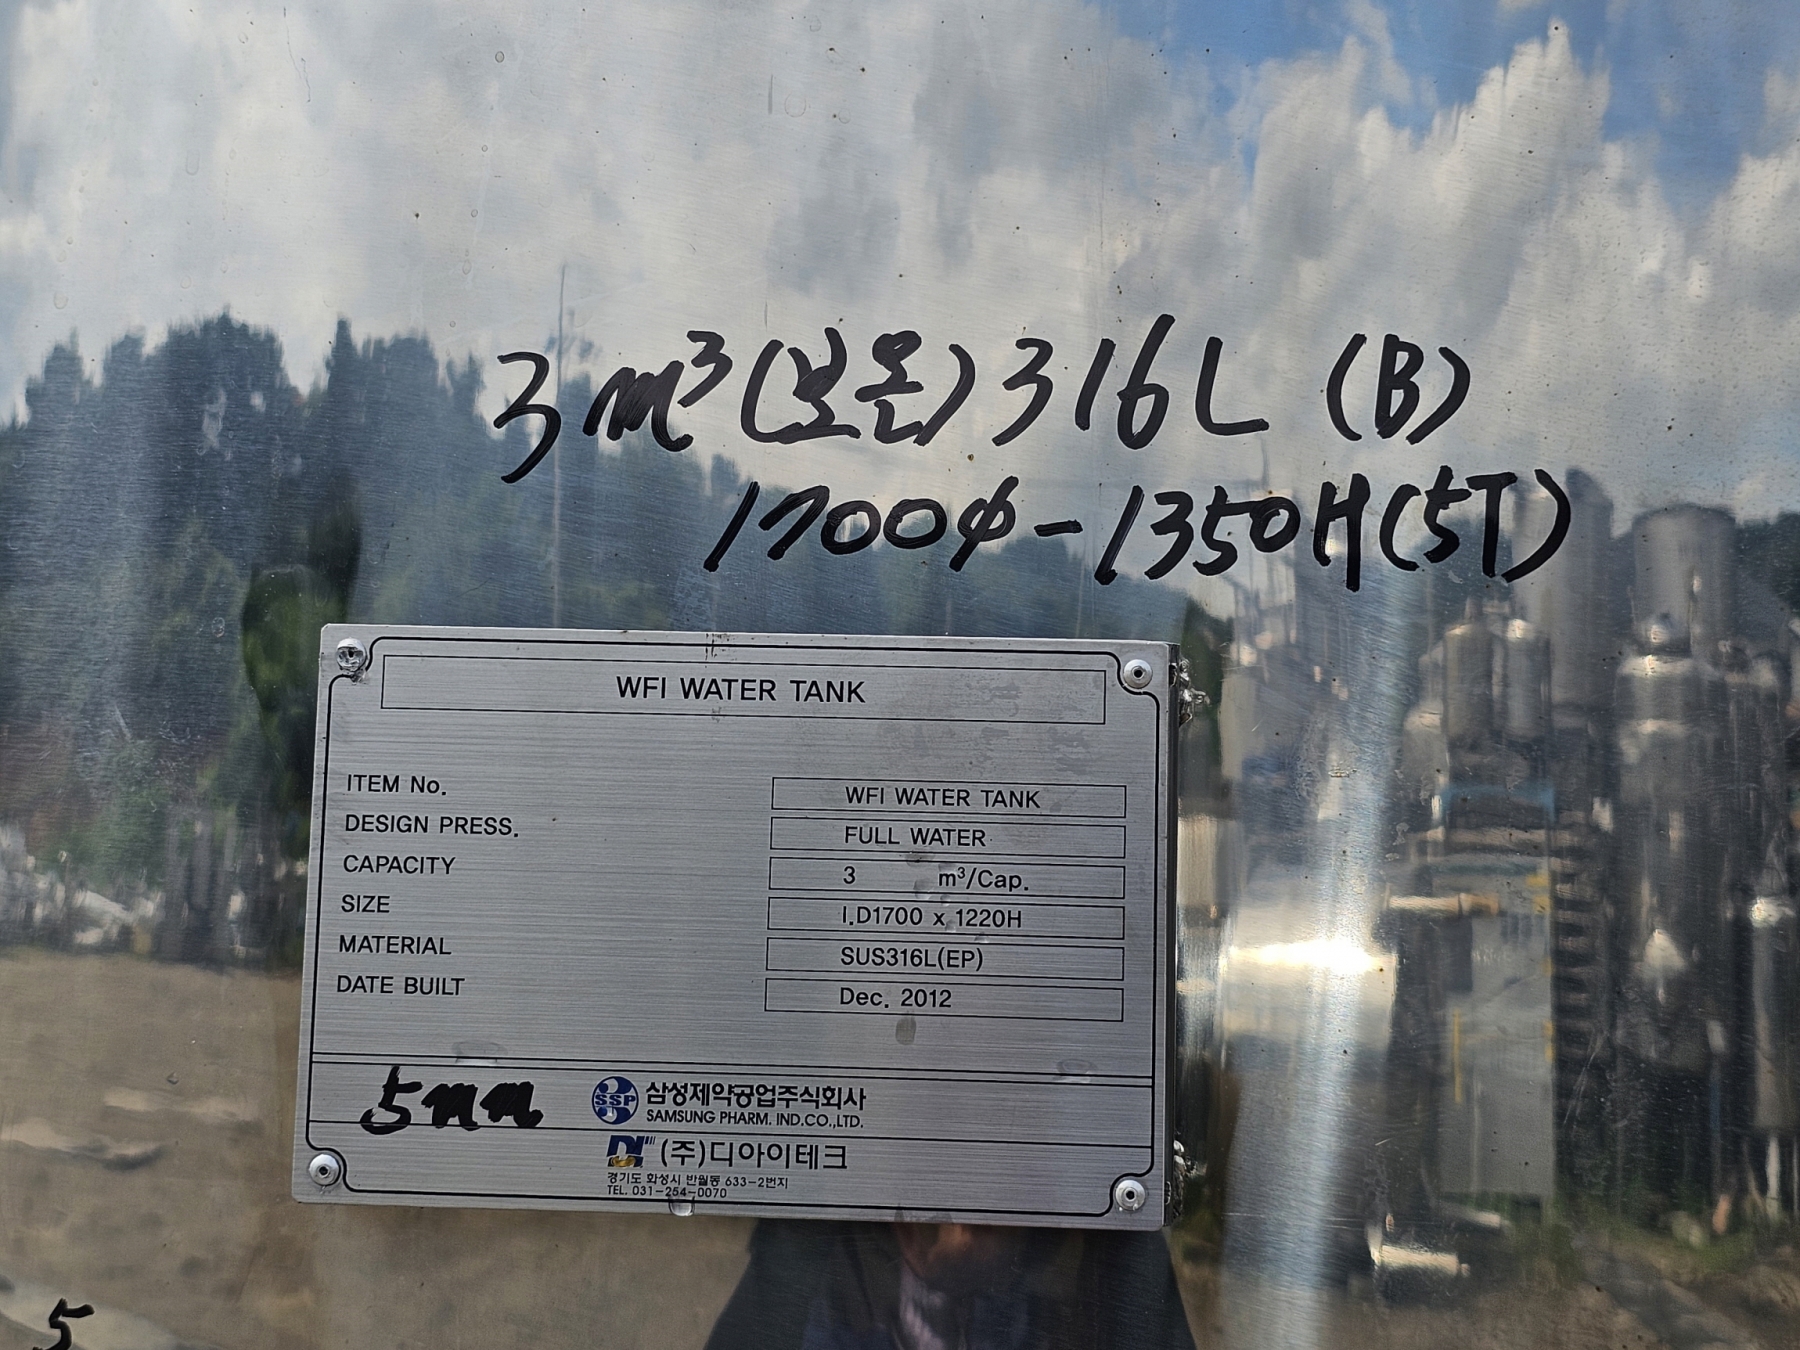 3m³(보온)316L (B)
1700φ-1350H(5T)
WFI WATER TANK
ITEM No. WFI WATER TANK
DESIGN PRESS. FULL WATER
CAPACITY 3 m³/Cap.
SIZE I.D1700 x 1220H
MATERIAL SUS316L(EP)
DATE BUILT Dec. 2012
5mm
SSP 삼성제약공업주식회사
SAMSUNG PHARM. IND.CO.,LTD.
(주)디아이테크
경기도 화성시 반월동 633-2번지
TEL. 031-254-0070
5